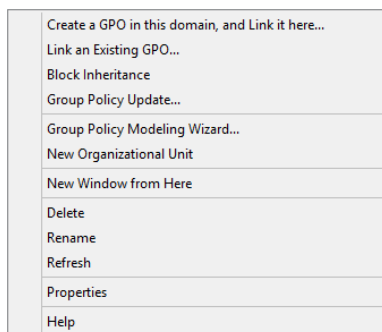 Create a GPO in this domain, and Link it here...
Link an Existing GPO...
Block Inheritance
Group Policy Update...
Group Policy Modeling Wizard...
New Organizational Unit
New Window from Here
Delete
Rename
Refresh
Properties
Help